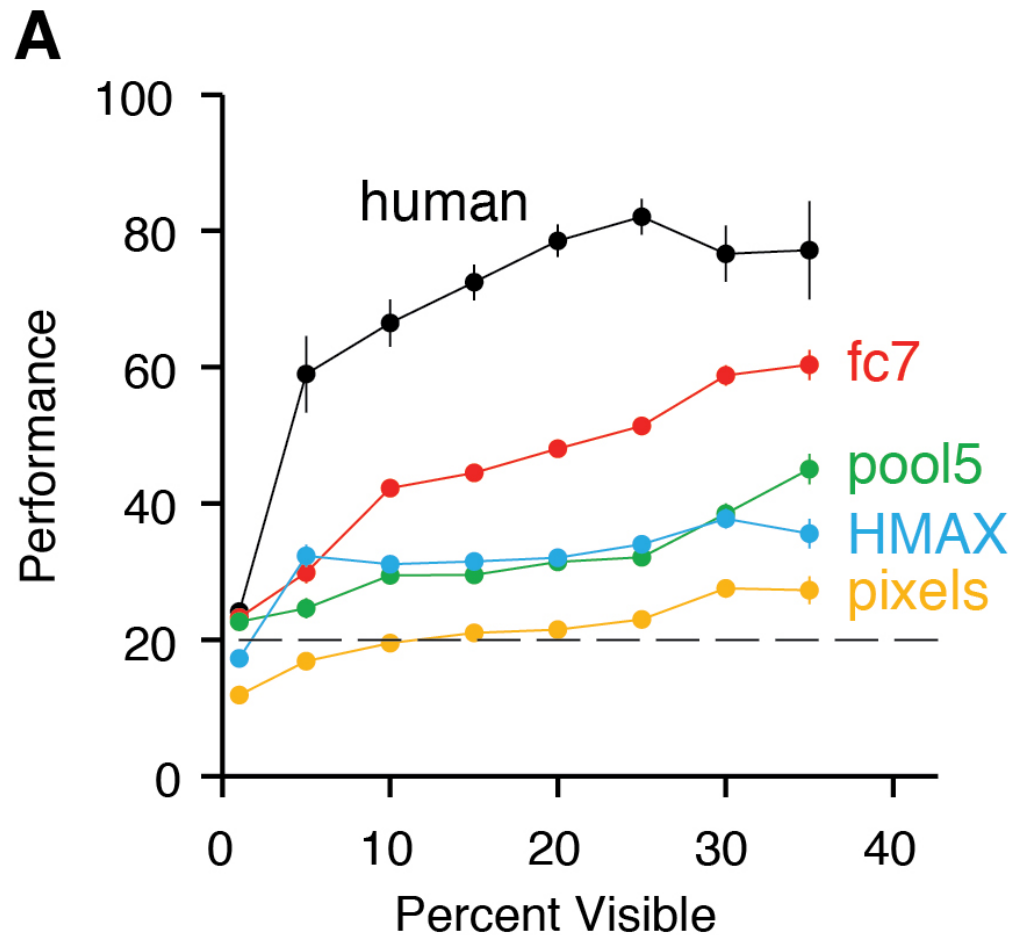 A
100
80
60
40
20
0
Performance
human
fc7
pool5
HMAX
pixels
0 10 20 30 40
Percent Visible